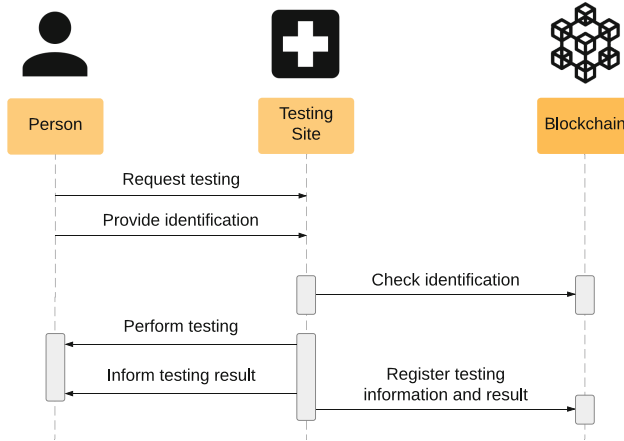 Person
Testing
Site
Blockchain
Request testing
Provide identification
Check identification
Perform testing
Inform testing result
Register testing
information and result